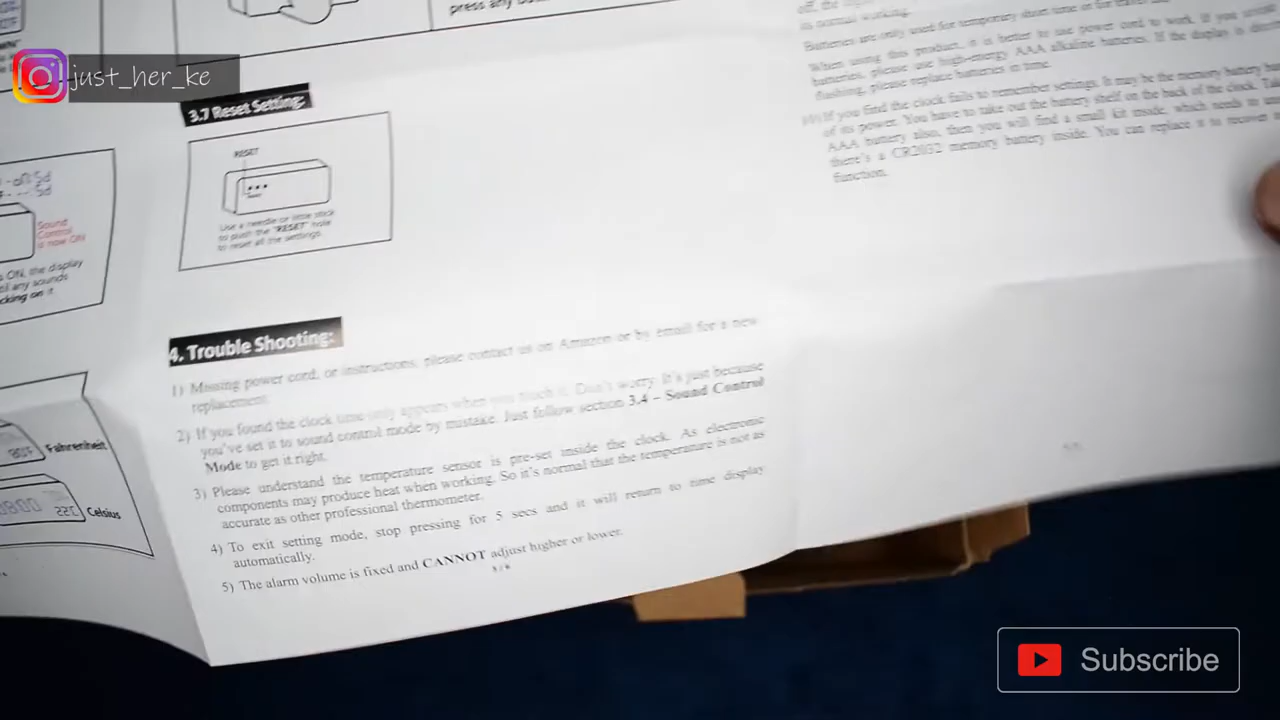 just_her_ke
press any
3.7 Reset Setting:
RESET
Use a needle or little stick
to push the "RESET" hole
to reset all the settings.
Sound
Control
is now ON
ON, the display
any sounds
Fahrenheit
Celsius
4. Trouble Shooting:
1) Missing power cord, or instructions, please contact us on Amazon or by email for a new
replacement.
2) If you found the clock time only appears when you touch it. Don't worry. It's just because
you've set it to sound control mode by mistake. Just follow section 3.4 – Sound Control
Mode to get it right.
3) Please understand the temperature sensor is pre-set inside the clock. As electronic
components may produce heat when working. So it's normal that the temperature is not as
accurate as other professional thermometer.
4) To exit setting mode, stop pressing for 5 secs and it will return to time display
automatically.
5) The alarm volume is fixed and CANNOT adjust higher or lower.
its normal working.
Batteries are only used for temporary short time or for
When using this product, it is better to use power cord to work. If you
batteries, please use high-energy AAA alkaline batteries. If the display is
flashing, please replace batteries in time.
If you find the clock fails to remember settings. It may be the memory battery
of its power. You have to take out the battery shelf on the back of the clock.
AAA battery also, then you will find a small kit inside, which needs to
there's a CR2032 memory battery inside. You can replace it to recover
function.
Subscribe